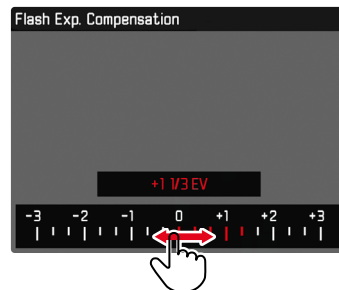 Flash Exp. Compensation
+1 1/3 EV
-3 -2 -1 0 +1 +2 +3